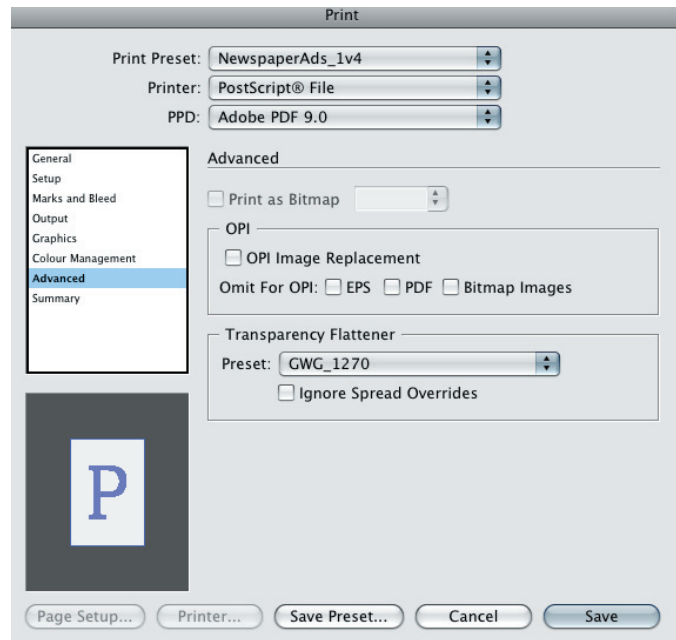 Print
Print Preset: NewspaperAds_1v4
Printer: PostScript® File
PPD: Adobe PDF 9.0
General
Setup
Marks and Bleed
Output
Graphics
Colour Management
Advanced
Summary
Advanced
Print as Bitmap
OPI
OPI Image Replacement
Omit For OPI: EPS PDF Bitmap Images
Transparency Flattener
Preset: GWG_1270
Ignore Spread Overrides
P
Page Setup... Printer... Save Preset... Cancel Save